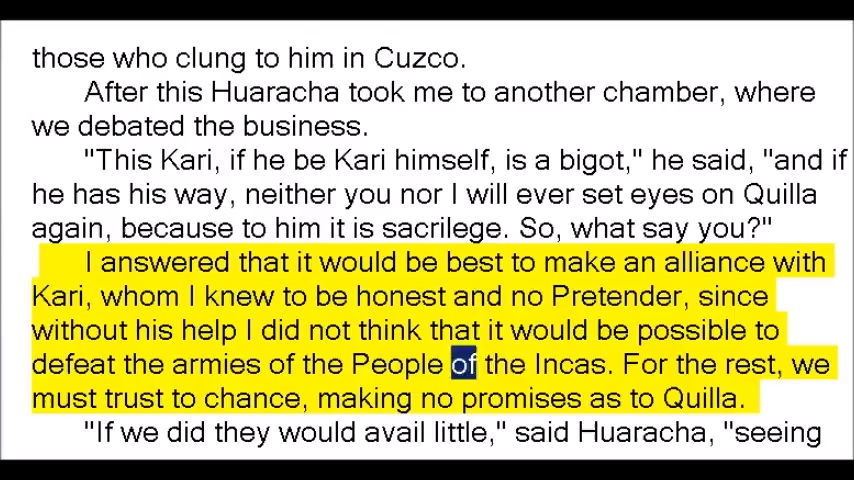 those who clung to him in Cuzco.
After this Huaracha took me to another chamber, where
we debated the business.
"This Kari, if he be Kari himself, is a bigot," he said, "and if
he has his way, neither you nor I will ever set eyes on Quilla
again, because to him it is sacrilege. So, what say you?"
I answered that it would be best to make an alliance with
Kari, whom I knew to be honest and no Pretender, since
without his help I did not think that it would be possible to
defeat the armies of the People of the Incas. For the rest, we
must trust to chance, making no promises as to Quilla.
"If we did they would avail little," said Huaracha, "seeing